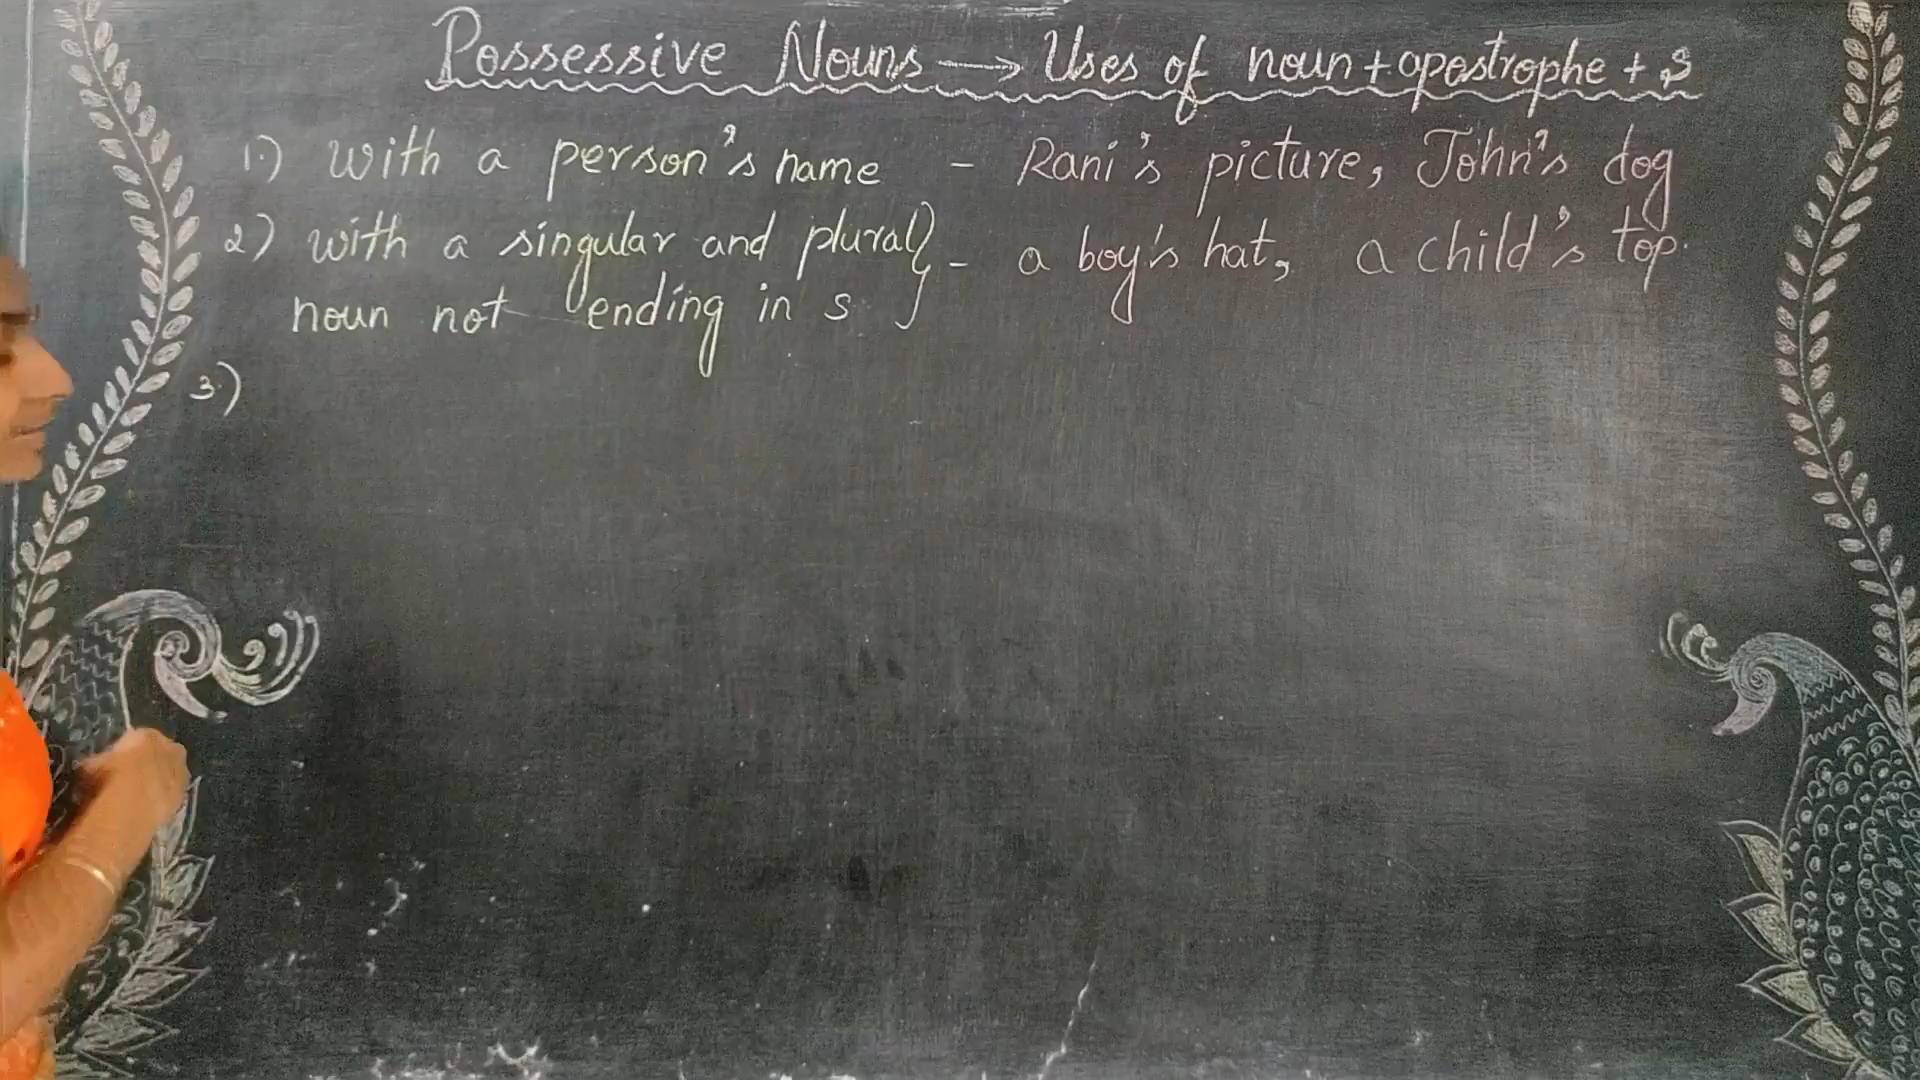 Possessive Nouns → Uses of noun + apostrophe + s
1.) with a person's name - Rani's picture, John's dog
2) with a singular and plural } - a boy's hat, a child's top.
noun not ending in s
3.)